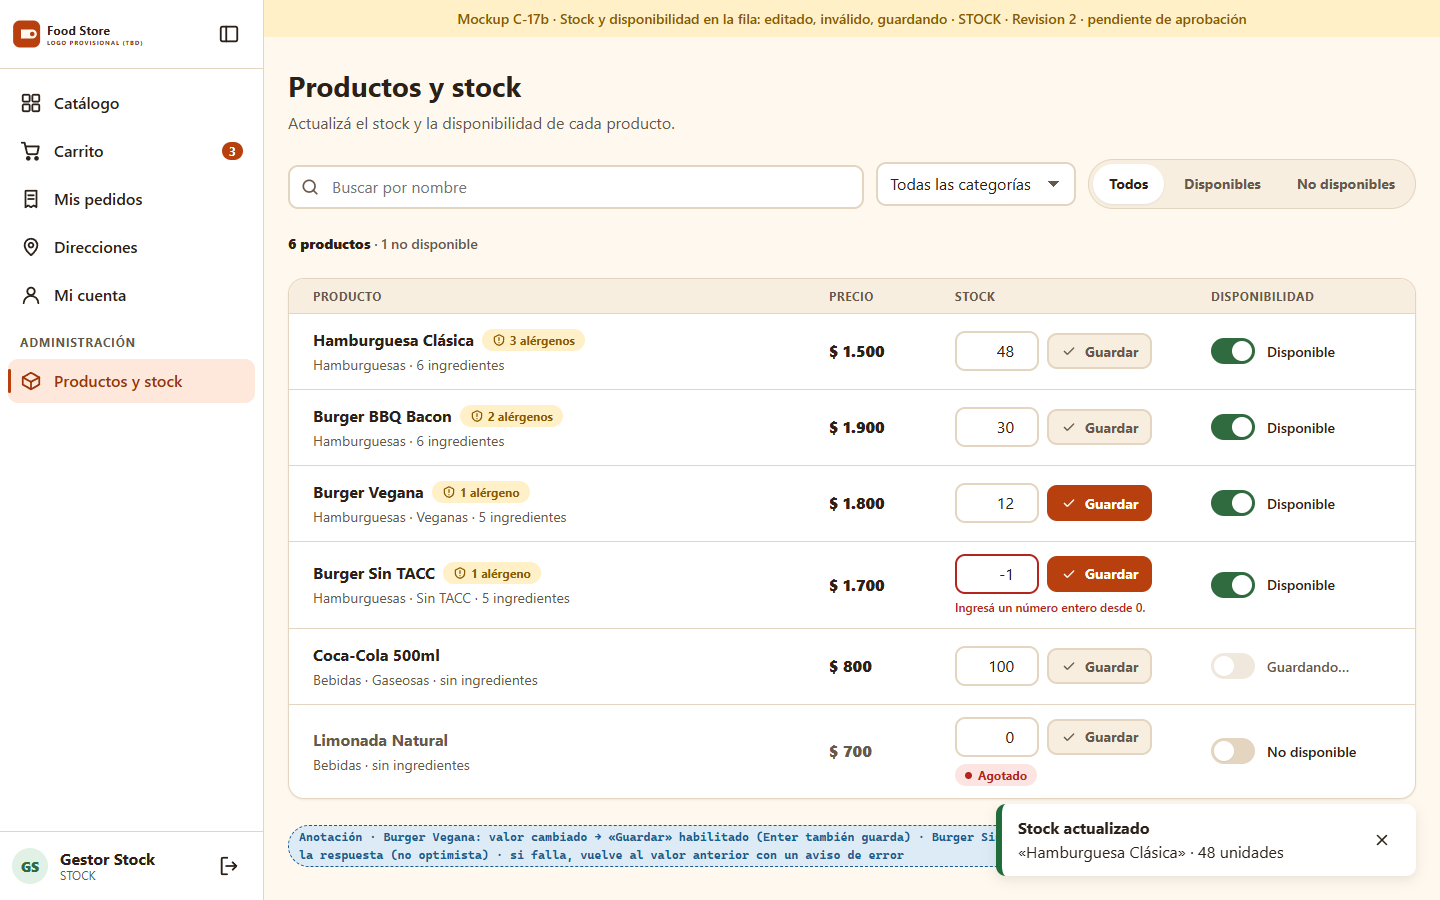 Food Store
LOGO PROVISIONAL (TBD)
Mockup C-17b · Stock y disponibilidad en la fila: editado, inválido, guardando · STOCK · Revision 2 · pendiente de aprobación
Catálogo
Carrito
3
Mis pedidos
Direcciones
Mi cuenta
ADMINISTRACIÓN
Productos y stock
Productos y stock
Actualizá el stock y la disponibilidad de cada producto.
Buscar por nombre
Todas las categorías
Todos
Disponibles
No disponibles
6 productos · 1 no disponible
PRODUCTO
PRECIO
STOCK
DISPONIBILIDAD
Hamburguesa Clásica
3 alérgenos
Hamburguesas · 6 ingredientes
$ 1.500
48
Guardar
Disponible
Burger BBQ Bacon
2 alérgenos
Hamburguesas · 6 ingredientes
$ 1.900
30
Guardar
Disponible
Burger Vegana
1 alérgeno
Hamburguesas · Veganas · 5 ingredientes
$ 1.800
12
Guardar
Disponible
Burger Sin TACC
1 alérgeno
Hamburguesas · Sin TACC · 5 ingredientes
$ 1.700
-1
Guardar
Ingresá un número entero desde 0.
Disponible
Coca-Cola 500ml
Bebidas · Gaseosas · sin ingredientes
$ 800
100
Guardar
Guardando…
Limonada Natural
Bebidas · sin ingredientes
$ 700
0
Guardar
Agotado
No disponible
Anotación · Burger Vegana: valor cambiado → «Guardar» habilitado (Enter también guarda) · Burger
la respuesta (no optimista) · si falla, vuelve al valor anterior con un aviso de error
Stock actualizado
«Hamburguesa Clásica» · 48 unidades
GS
Gestor Stock
STOCK